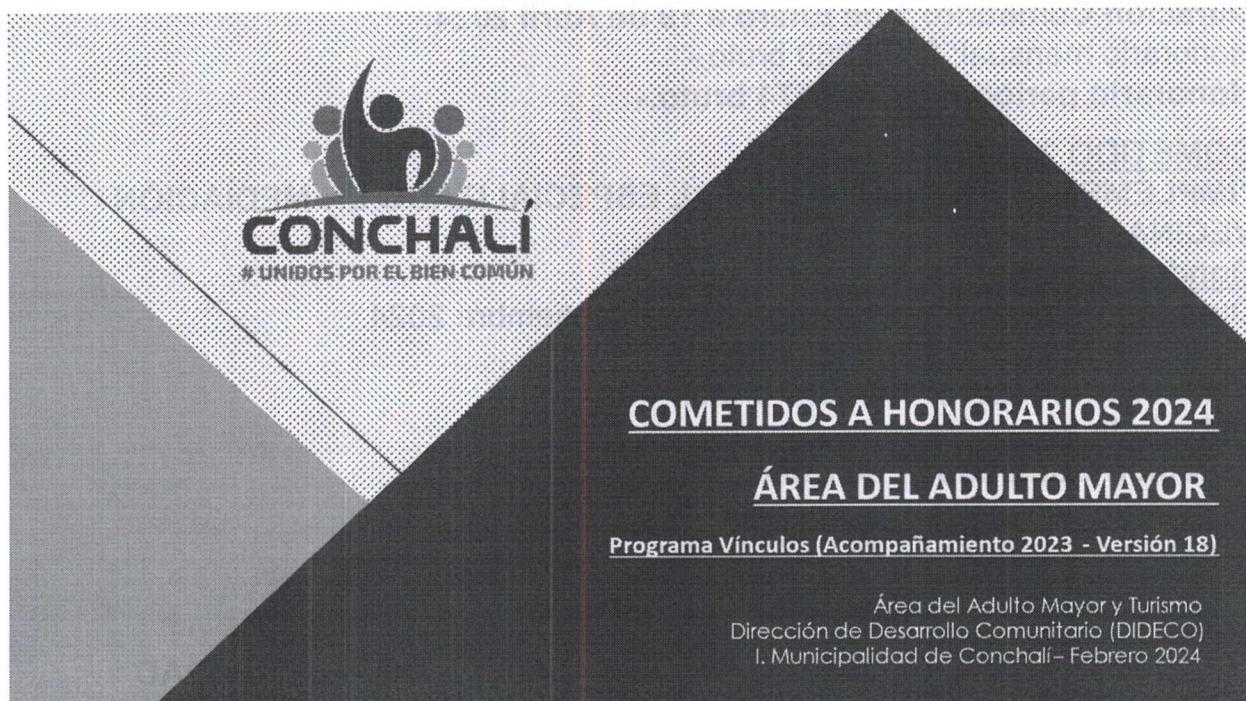 CONCHALÍ
# UNIDOS POR EL BIEN COMÚN
COMETIDOS A HONORARIOS 2024
ÁREA DEL ADULTO MAYOR
Programa Vínculos (Acompañamiento 2023 - Versión 18)
Área del Adulto Mayor y Turismo
Dirección de Desarrollo Comunitario (DIDECO)
I. Municipalidad de Conchalí– Febrero 2024